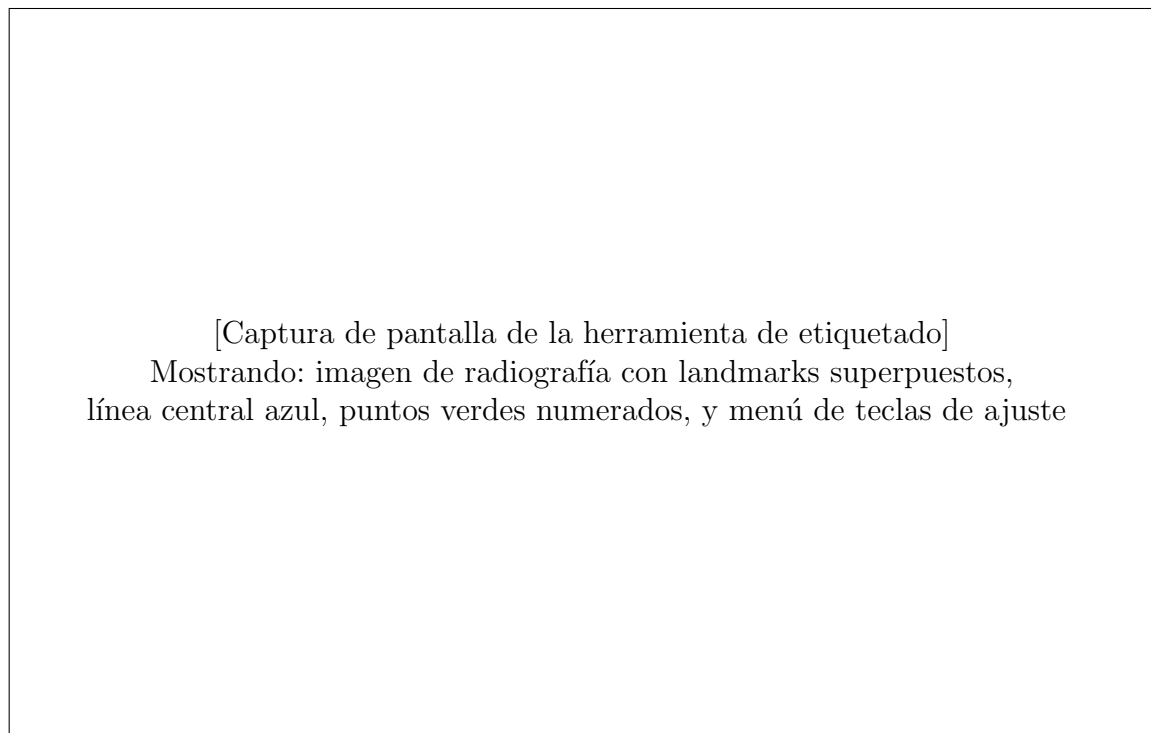 [Captura de pantalla de la herramienta de etiquetado]
Mostrando: imagen de radiografía con landmarks superpuestos,
línea central azul, puntos verdes numerados, y menú de teclas de ajuste